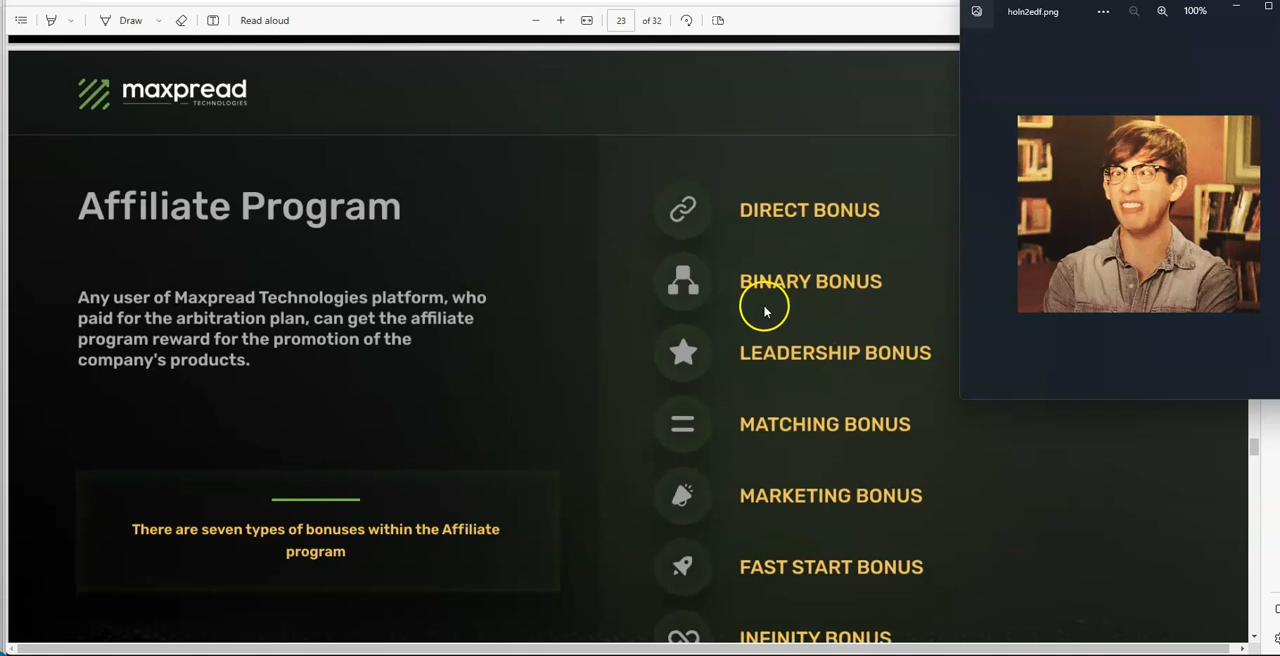 Draw
Read aloud
23
of 32
holn2edf.png
100%
maxpread
TECHNOLOGIES
Affiliate Program
Any user of Maxpread Technologies platform, who
paid for the arbitration plan, can get the affiliate
program reward for the promotion of the
company's products.
There are seven types of bonuses within the Affiliate
program
DIRECT BONUS
BINARY BONUS
LEADERSHIP BONUS
MATCHING BONUS
MARKETING BONUS
FAST START BONUS
INFINITY BONUS